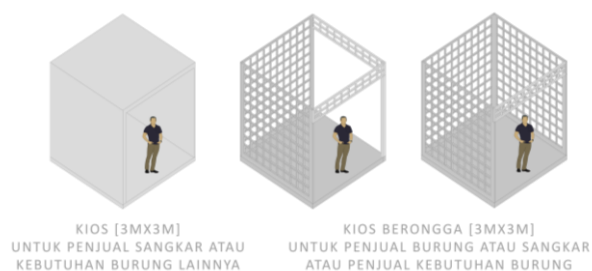 KIOS [3MX3M]
UNTUK PENJUAL SANGKAR ATAU
KEBUTUHAN BURUNG LAINNYA
KIOS BERONGGA [3MX3M]
UNTUK PENJUAL BURUNG ATAU SANGKAR
ATAU PENJUAL KEBUTUHAN BURUNG